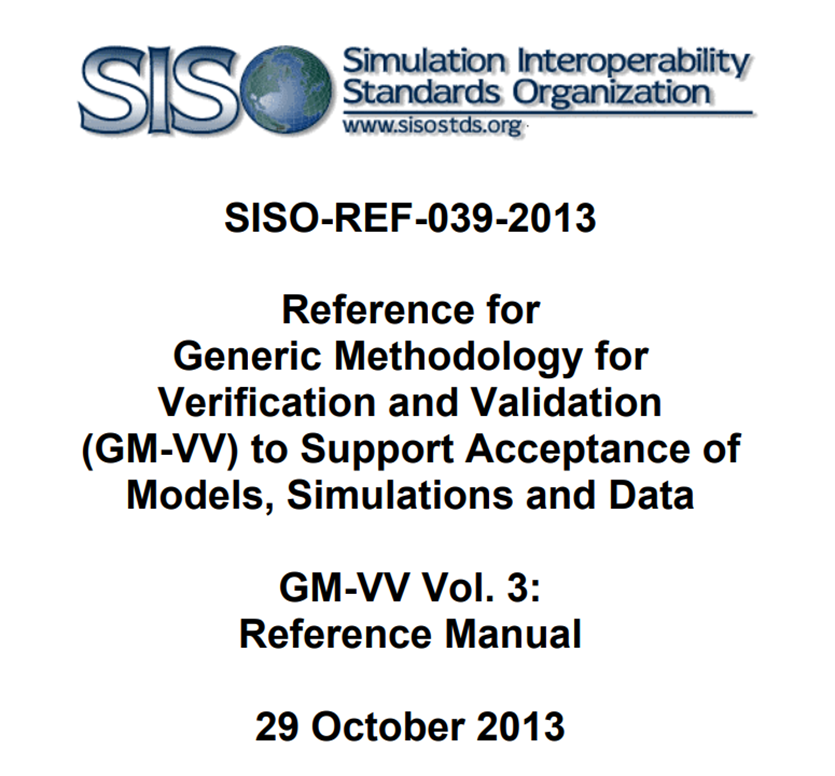 SISO
Simulation Interoperability
Standards Organization
www.sisostds.org
SISO-REF-039-2013
Reference for
Generic Methodology for
Verification and Validation
(GM-VV) to Support Acceptance of
Models, Simulations and Data
GM-VV Vol. 3:
Reference Manual
29 October 2013